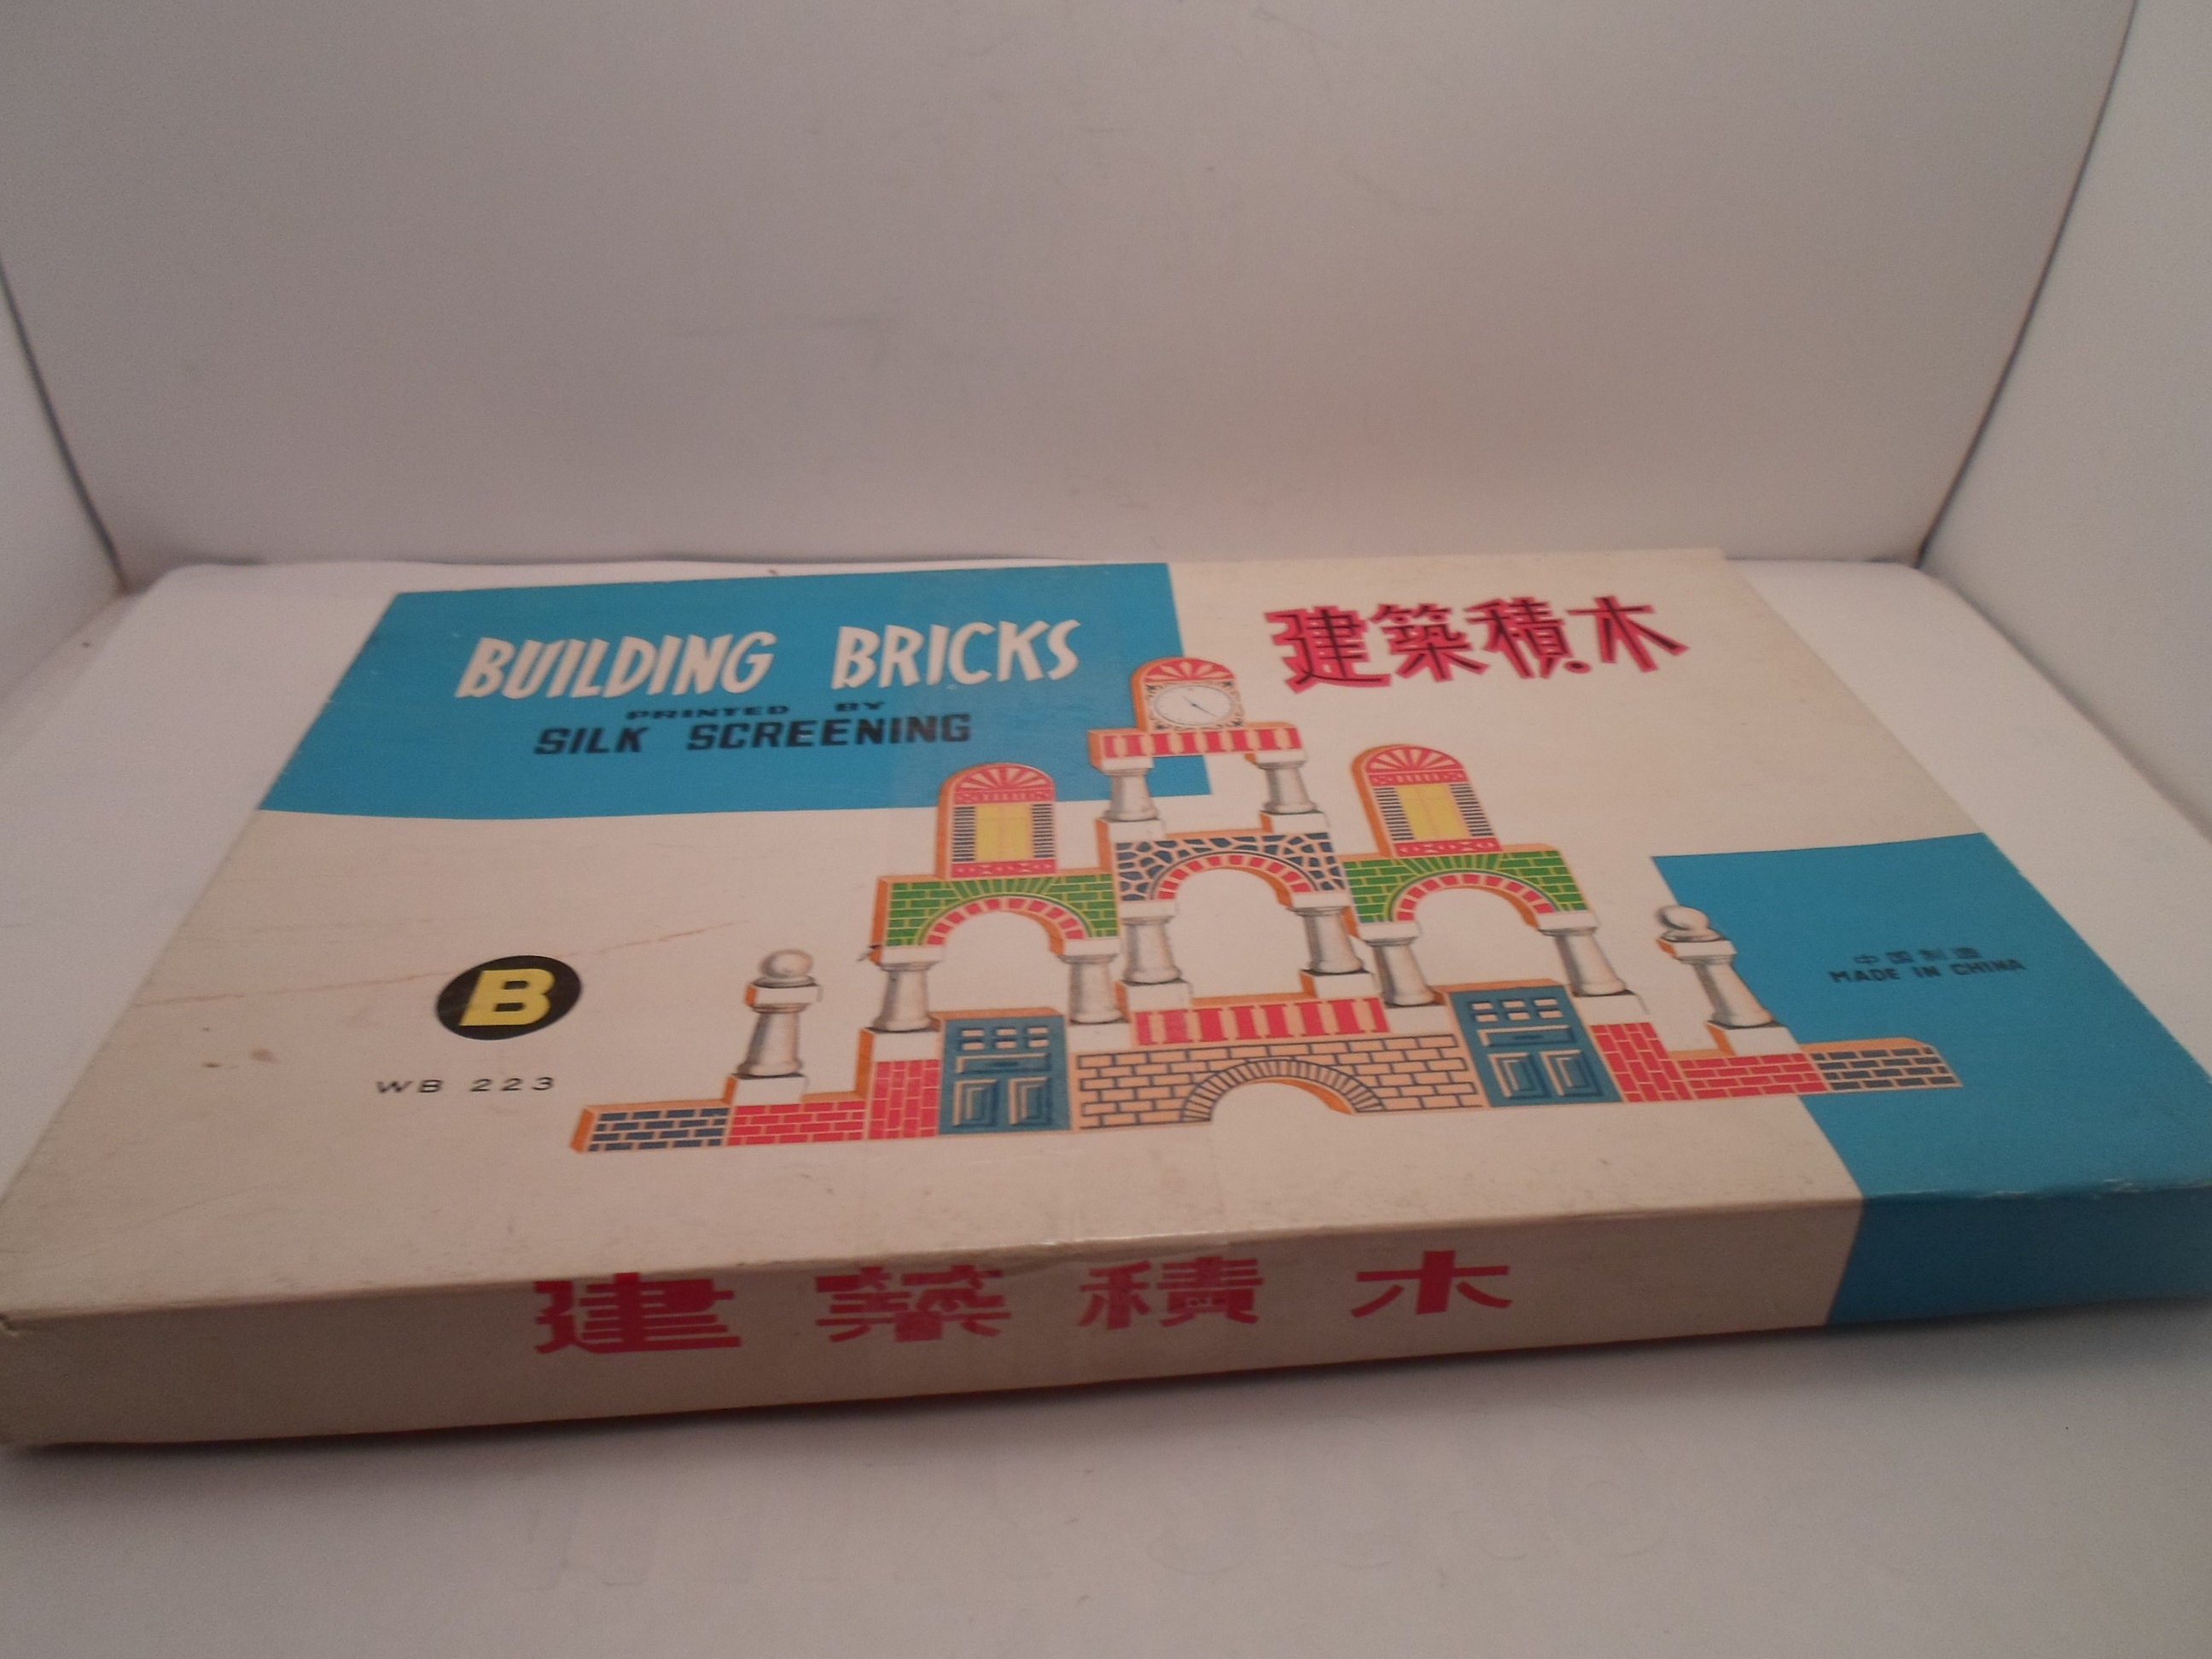 BUILDING BRICKS
PRINTED BY
SILK SCREENING
建築積木
B
WB 223
中国制造
MADE IN CHINA
建築積木